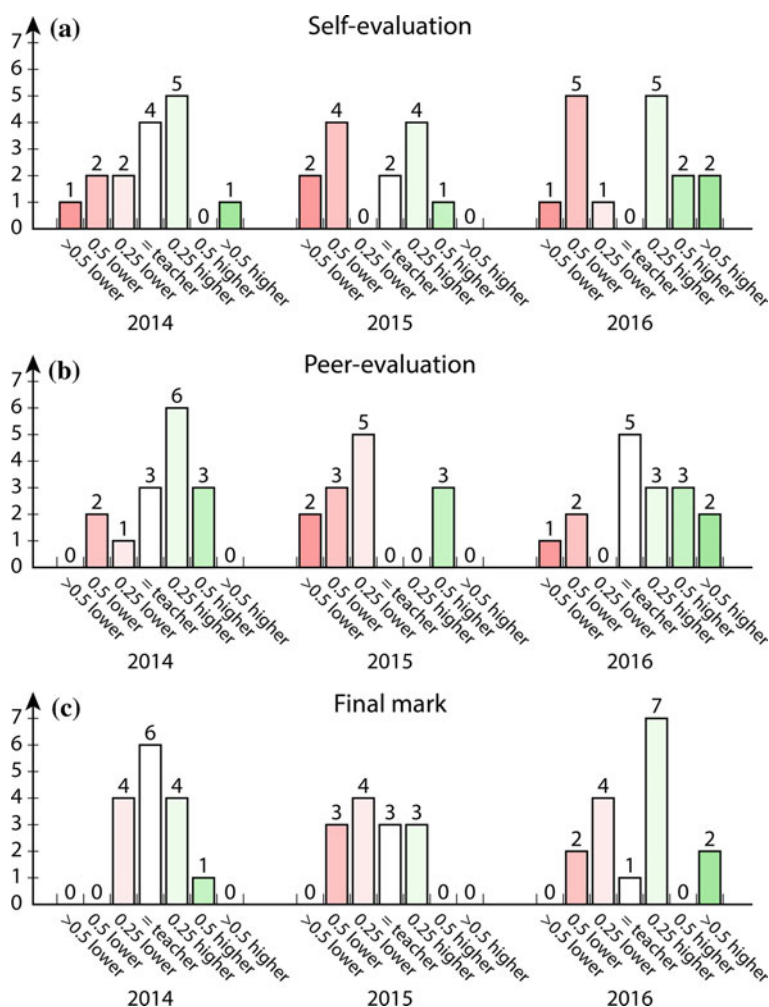 (a) Self-evaluation
7
6
5
4
3
2
1
0
1 2 2 4 5 0 1
2 4 0 2 4 1 0
1 5 1 0 5 2 2
>0.5 lower 0.5 lower 0.25 lower = teacher 0.25 higher 0.5 higher >0.5 higher
>0.5 lower 0.5 lower 0.25 lower = teacher 0.25 higher 0.5 higher >0.5 higher
>0.5 lower 0.5 lower 0.25 lower = teacher 0.25 higher 0.5 higher >0.5 higher
2014 2015 2016
(b) Peer-evaluation
7
6
5
4
3
2
1
0
0 2 1 3 6 3 0
2 3 5 0 0 3 0
1 2 0 5 3 3 2
>0.5 lower 0.5 lower 0.25 lower = teacher 0.25 higher 0.5 higher >0.5 higher
>0.5 lower 0.5 lower 0.25 lower = teacher 0.25 higher 0.5 higher >0.5 higher
>0.5 lower 0.5 lower 0.25 lower = teacher 0.25 higher 0.5 higher >0.5 higher
2014 2015 2016
(c) Final mark
7
6
5
4
3
2
1
0
0 0 4 6 4 1 0
0 3 4 3 3 0 0
0 2 4 1 7 0 2
>0.5 lower 0.5 lower 0.25 lower = teacher 0.25 higher 0.5 higher >0.5 higher
>0.5 lower 0.5 lower 0.25 lower = teacher 0.25 higher 0.5 higher >0.5 higher
>0.5 lower 0.5 lower 0.25 lower = teacher 0.25 higher 0.5 higher >0.5 higher
2014 2015 2016